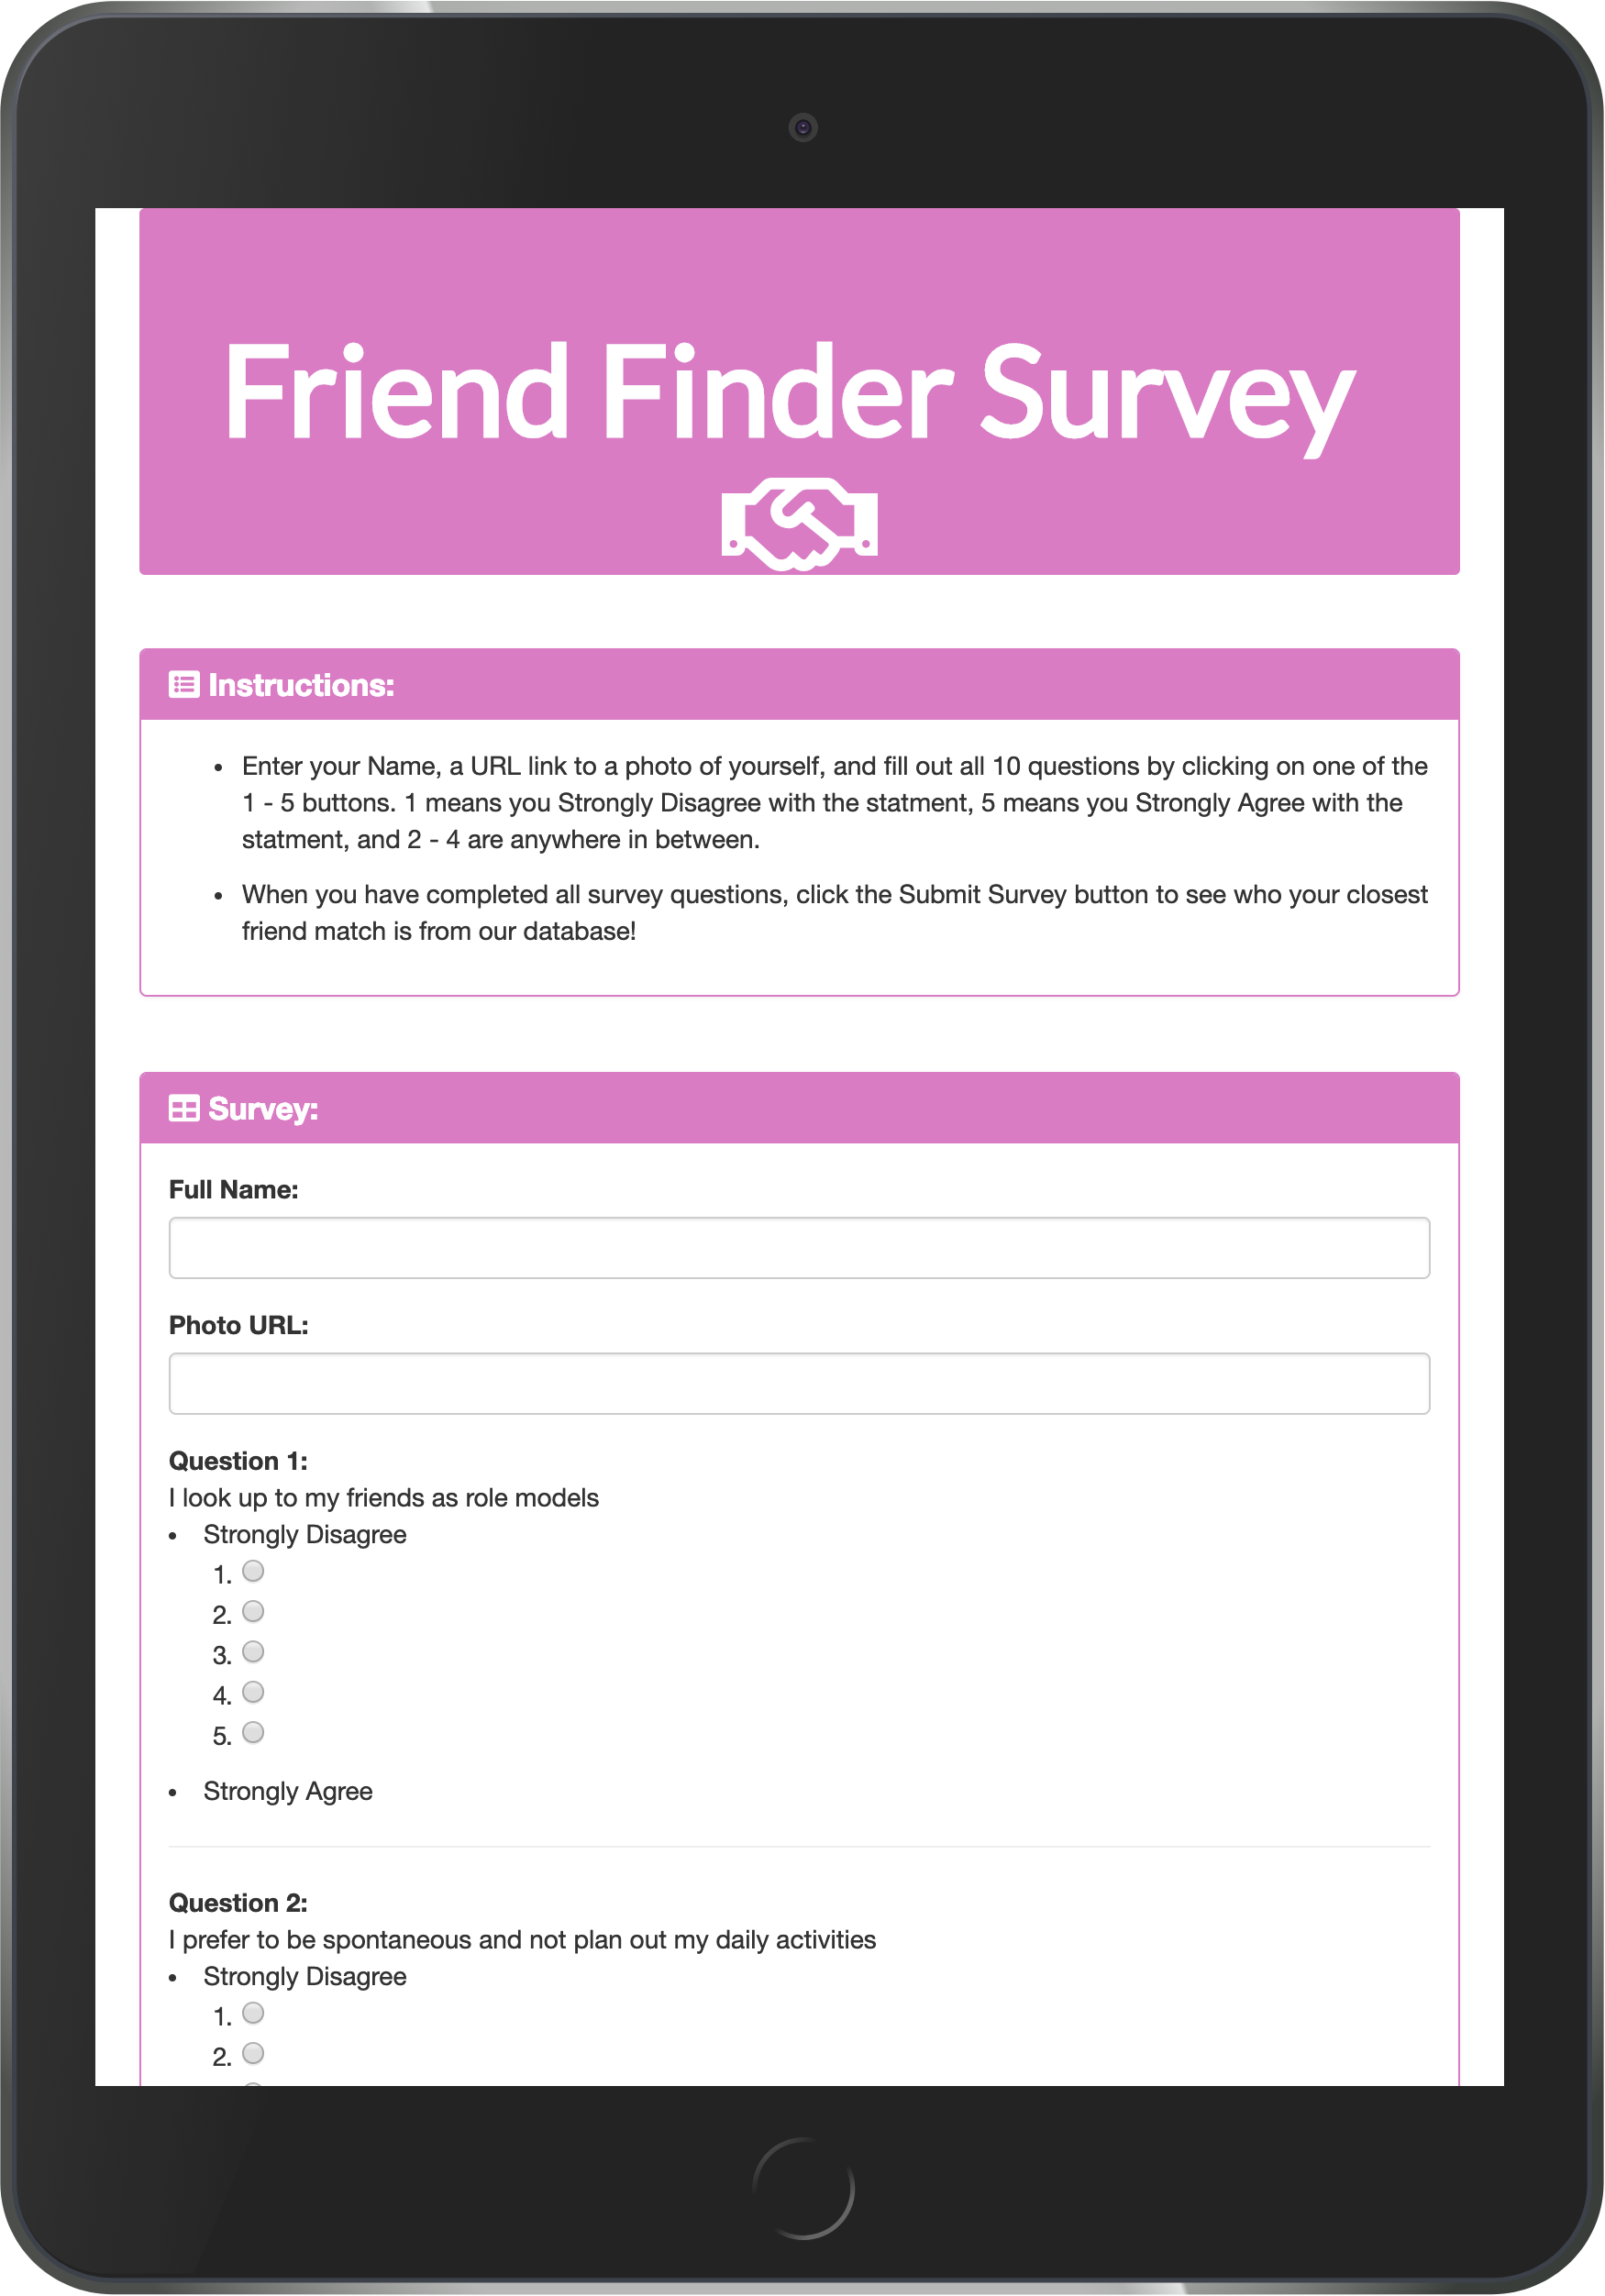 Friend Finder Survey
Instructions:
• Enter your Name, a URL link to a photo of yourself, and fill out all 10 questions by clicking on one of the
1 - 5 buttons. 1 means you Strongly Disagree with the statment, 5 means you Strongly Agree with the
statment, and 2 - 4 are anywhere in between.
• When you have completed all survey questions, click the Submit Survey button to see who your closest
friend match is from our database!
Survey:
Full Name:
Photo URL:
Question 1:
I look up to my friends as role models
• Strongly Disagree
1.
2.
3.
4.
5.
• Strongly Agree
Question 2:
I prefer to be spontaneous and not plan out my daily activities
• Strongly Disagree
1.
2.